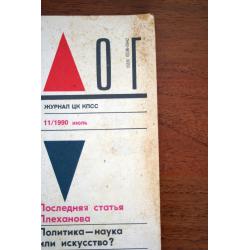 ОГ
ЖУРНАЛ ЦК КПСС
11/1990 июль
Последняя статья
Плеханова
Политика—наука
или искусство?